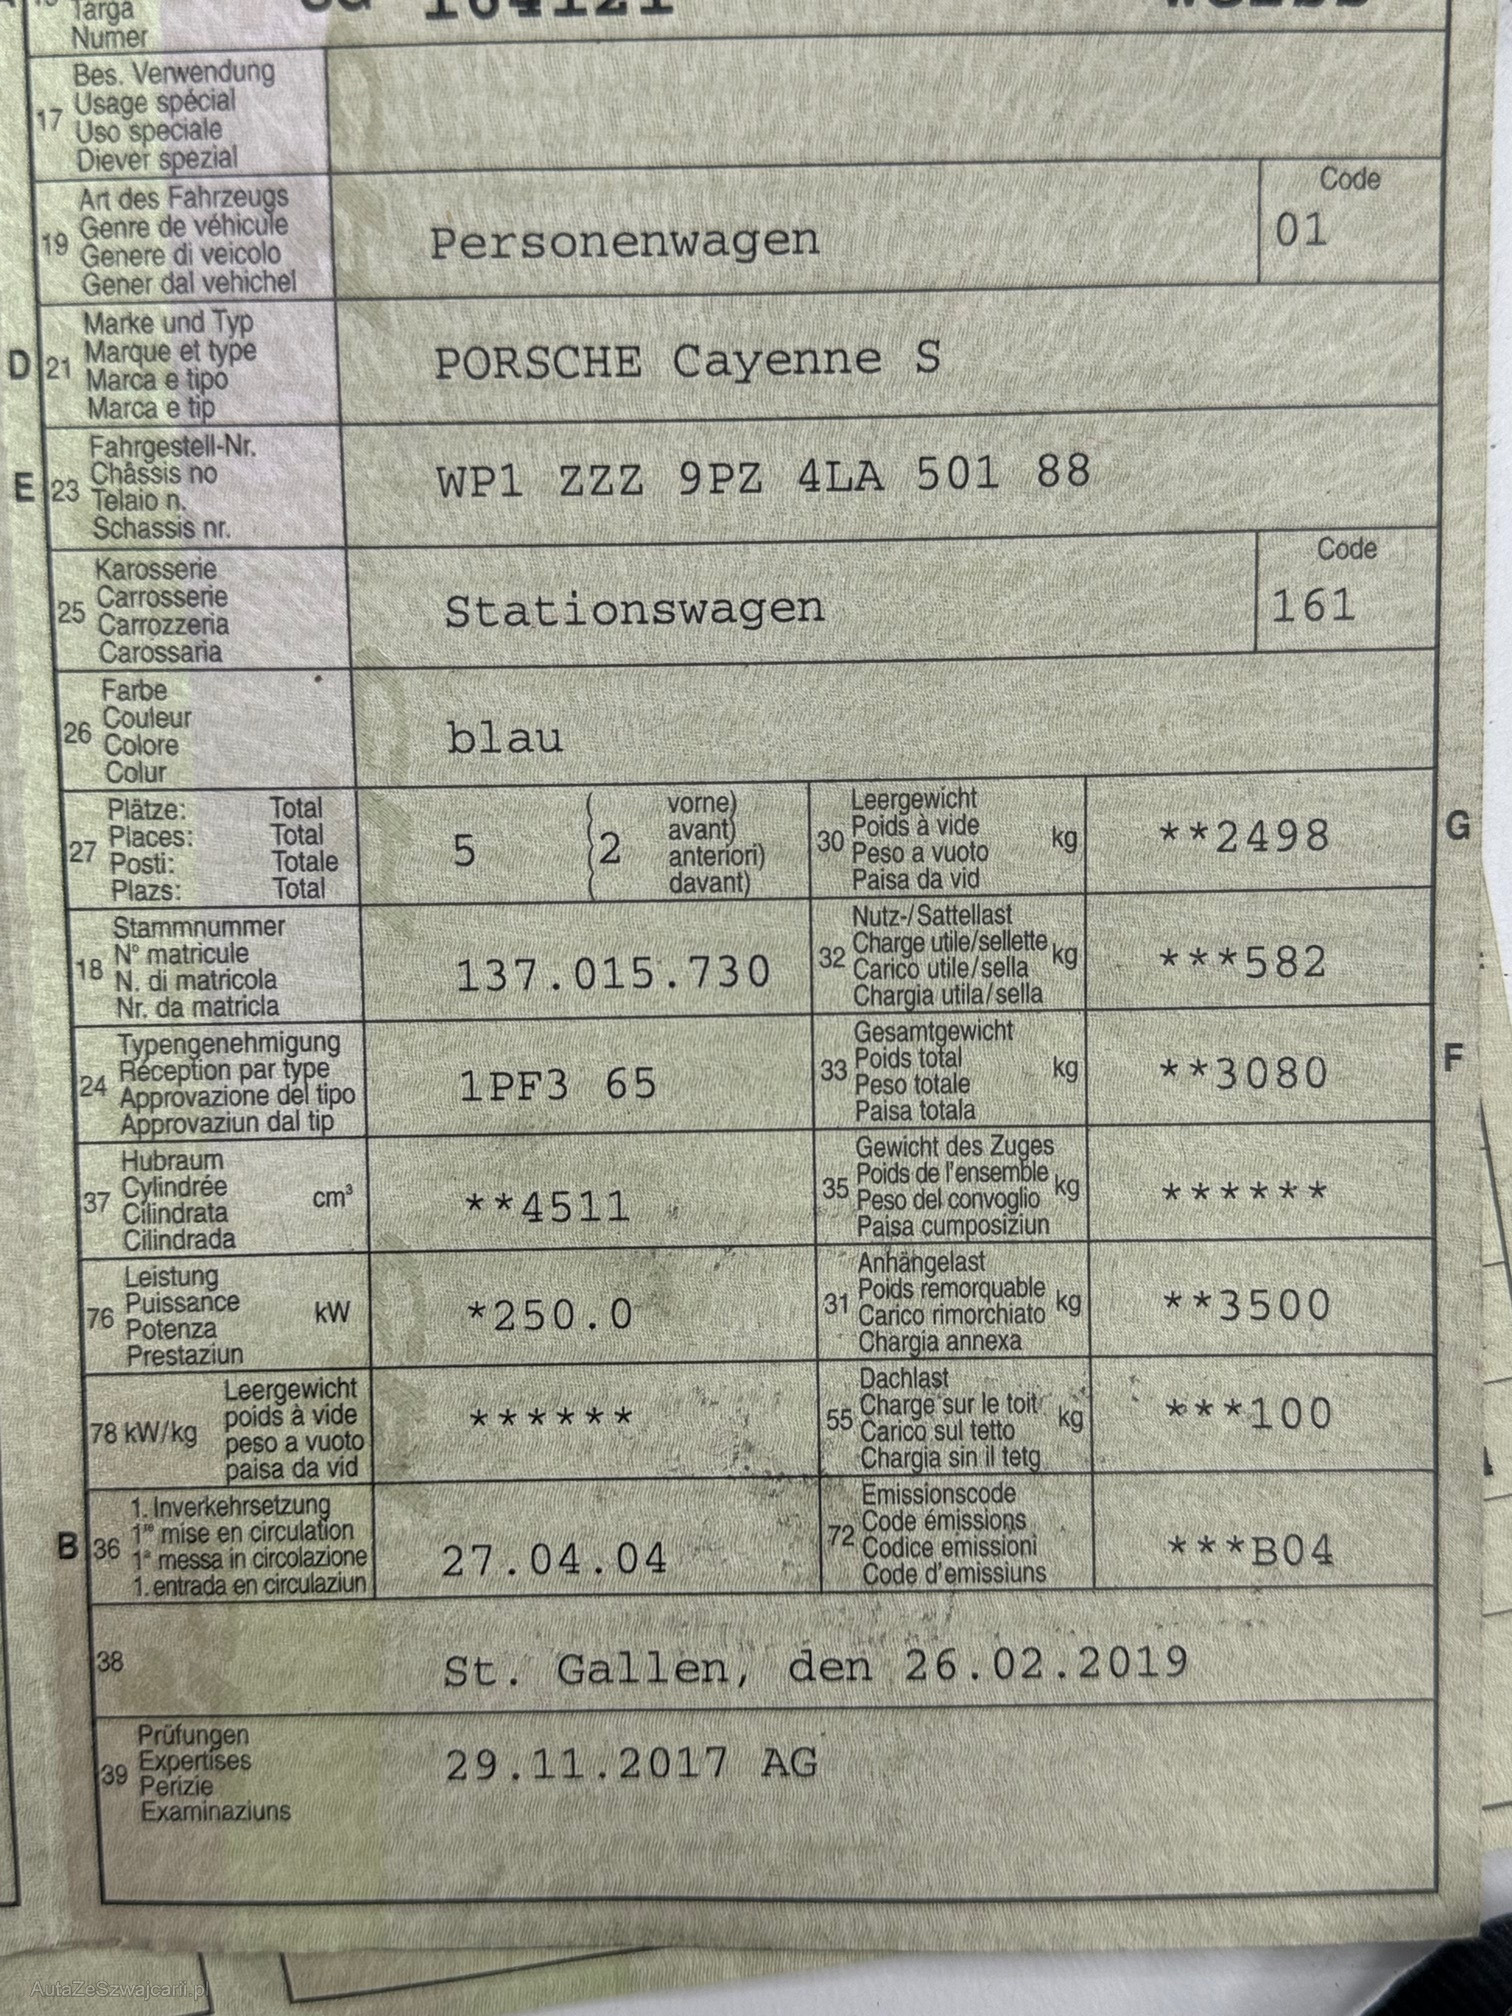 Targa
Numer
SG 164121
weiss
17
Bes. Verwendung
Usage spécial
Uso speciale
Diever spezial
19
Art des Fahrzeugs
Genre de véhicule
Genere di veicolo
Gener dal vehichel
Personenwagen
Code
01
D
21
Marke und Typ
Marque et type
Marca e tipo
Marca e tip
PORSCHE Cayenne S
E
23
Fahrgestell-Nr.
Châssis no
Telaio n.
Schassis nr.
WP1 ZZZ 9PZ 4LA 501 88
25
Karosserie
Carrosserie
Carrozzeria
Carossaria
Stationswagen
Code
161
26
Farbe
Couleur
Colore
Colur
blau
27
Plätze: Total
Places: Total
Posti: Totale
Plazs: Total
5
( 2 vorne)
avant)
anteriori)
( davant)
30
Leergewicht
Poids à vide kg
Peso a vuoto
Paisa da vid
**2498
G
18
Stammnummer
N° matricule
N. di matricola
Nr. da matricla
137.015.730
32
Nutz-/Sattellast
Charge utile/sellette kg
Carico utile/sella
Chargia utila/sella
***582
24
Typengenehmigung
Réception par type
Approvazione del tipo
Approvaziun dal tip
1PF3 65
33
Gesamtgewicht
Poids total kg
Peso totale
Paisa totala
**3080
F
37
Hubraum
Cylindrée cm³
Cilindrata
Cilindrada
**4511
35
Gewicht des Zuges
Poids de l'ensemble kg
Peso del convoglio
Paisa cumposiziun
******
76
Leistung
Puissance kW
Potenza
Prestaziun
*250.0
31
Anhängelast
Poids remorquable kg
Carico rimorchiato
Chargia annexa
**3500
78 kW/kg
Leergewicht
poids à vide
peso a vuoto
paisa da vid
******
55
Dachlast
Charge sur le toit kg
Carico sul tetto
Chargia sin il tetg
***100
B
36
1. Inverkehrsetzung
1re mise en circulation
1a messa in circolazione
1. entrada en circulaziun
27.04.04
72
Emissionscode
Code émissions
Codice emissioni
Code d'emissiuns
***B04
38
St. Gallen, den 26.02.2019
39
Prüfungen
Expertises
Perizie
Examinaziuns
29.11.2017 AG
AutaZeSzwajcarii.pl